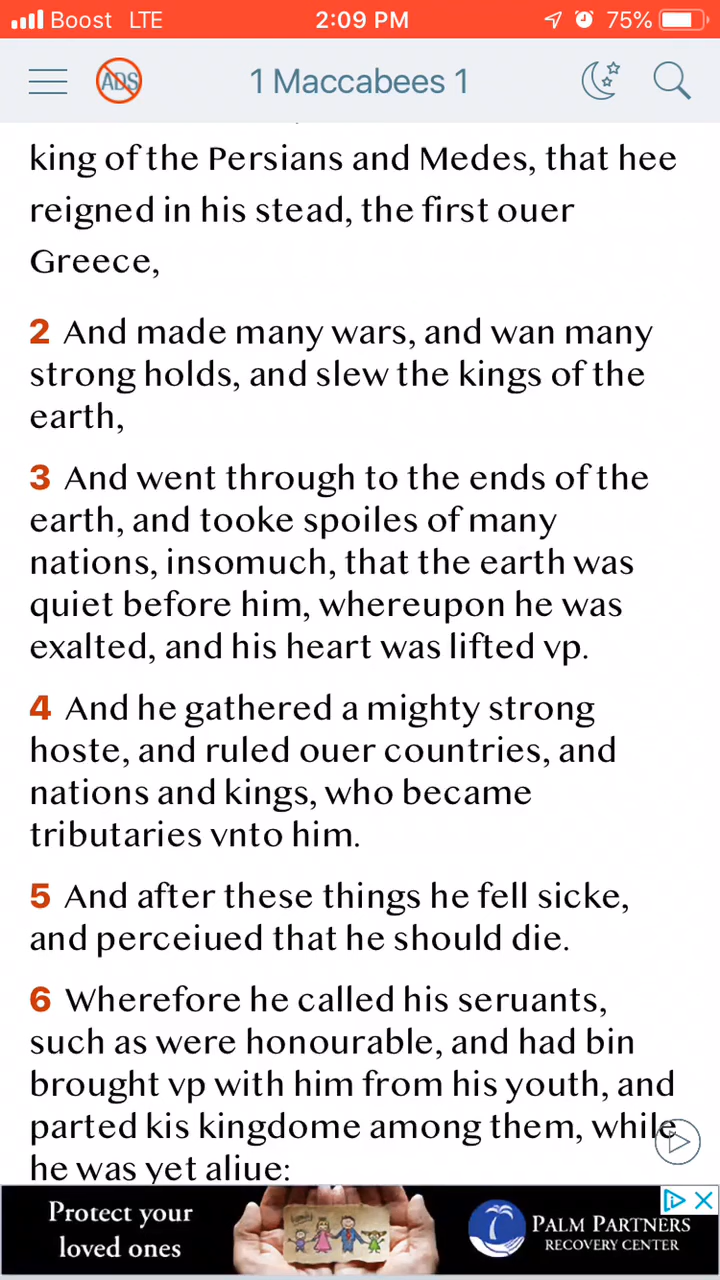 Boost LTE 2:09 PM 75%
ADS 1 Maccabees 1
king of the Persians and Medes, that hee
reigned in his stead, the first ouer
Greece,
2 And made many wars, and wan many
strong holds, and slew the kings of the
earth,
3 And went through to the ends of the
earth, and tooke spoiles of many
nations, insomuch, that the earth was
quiet before him, whereupon he was
exalted, and his heart was lifted vp.
4 And he gathered a mighty strong
hoste, and ruled ouer countries, and
nations and kings, who became
tributaries vnto him.
5 And after these things he fell sicke,
and perceiued that he should die.
6 Wherefore he called his seruants,
such as were honourable, and had bin
brought vp with him from his youth, and
parted kis kingdome among them, while
he was yet aliue:
Protect your
loved ones
PALM PARTNERS
RECOVERY CENTER